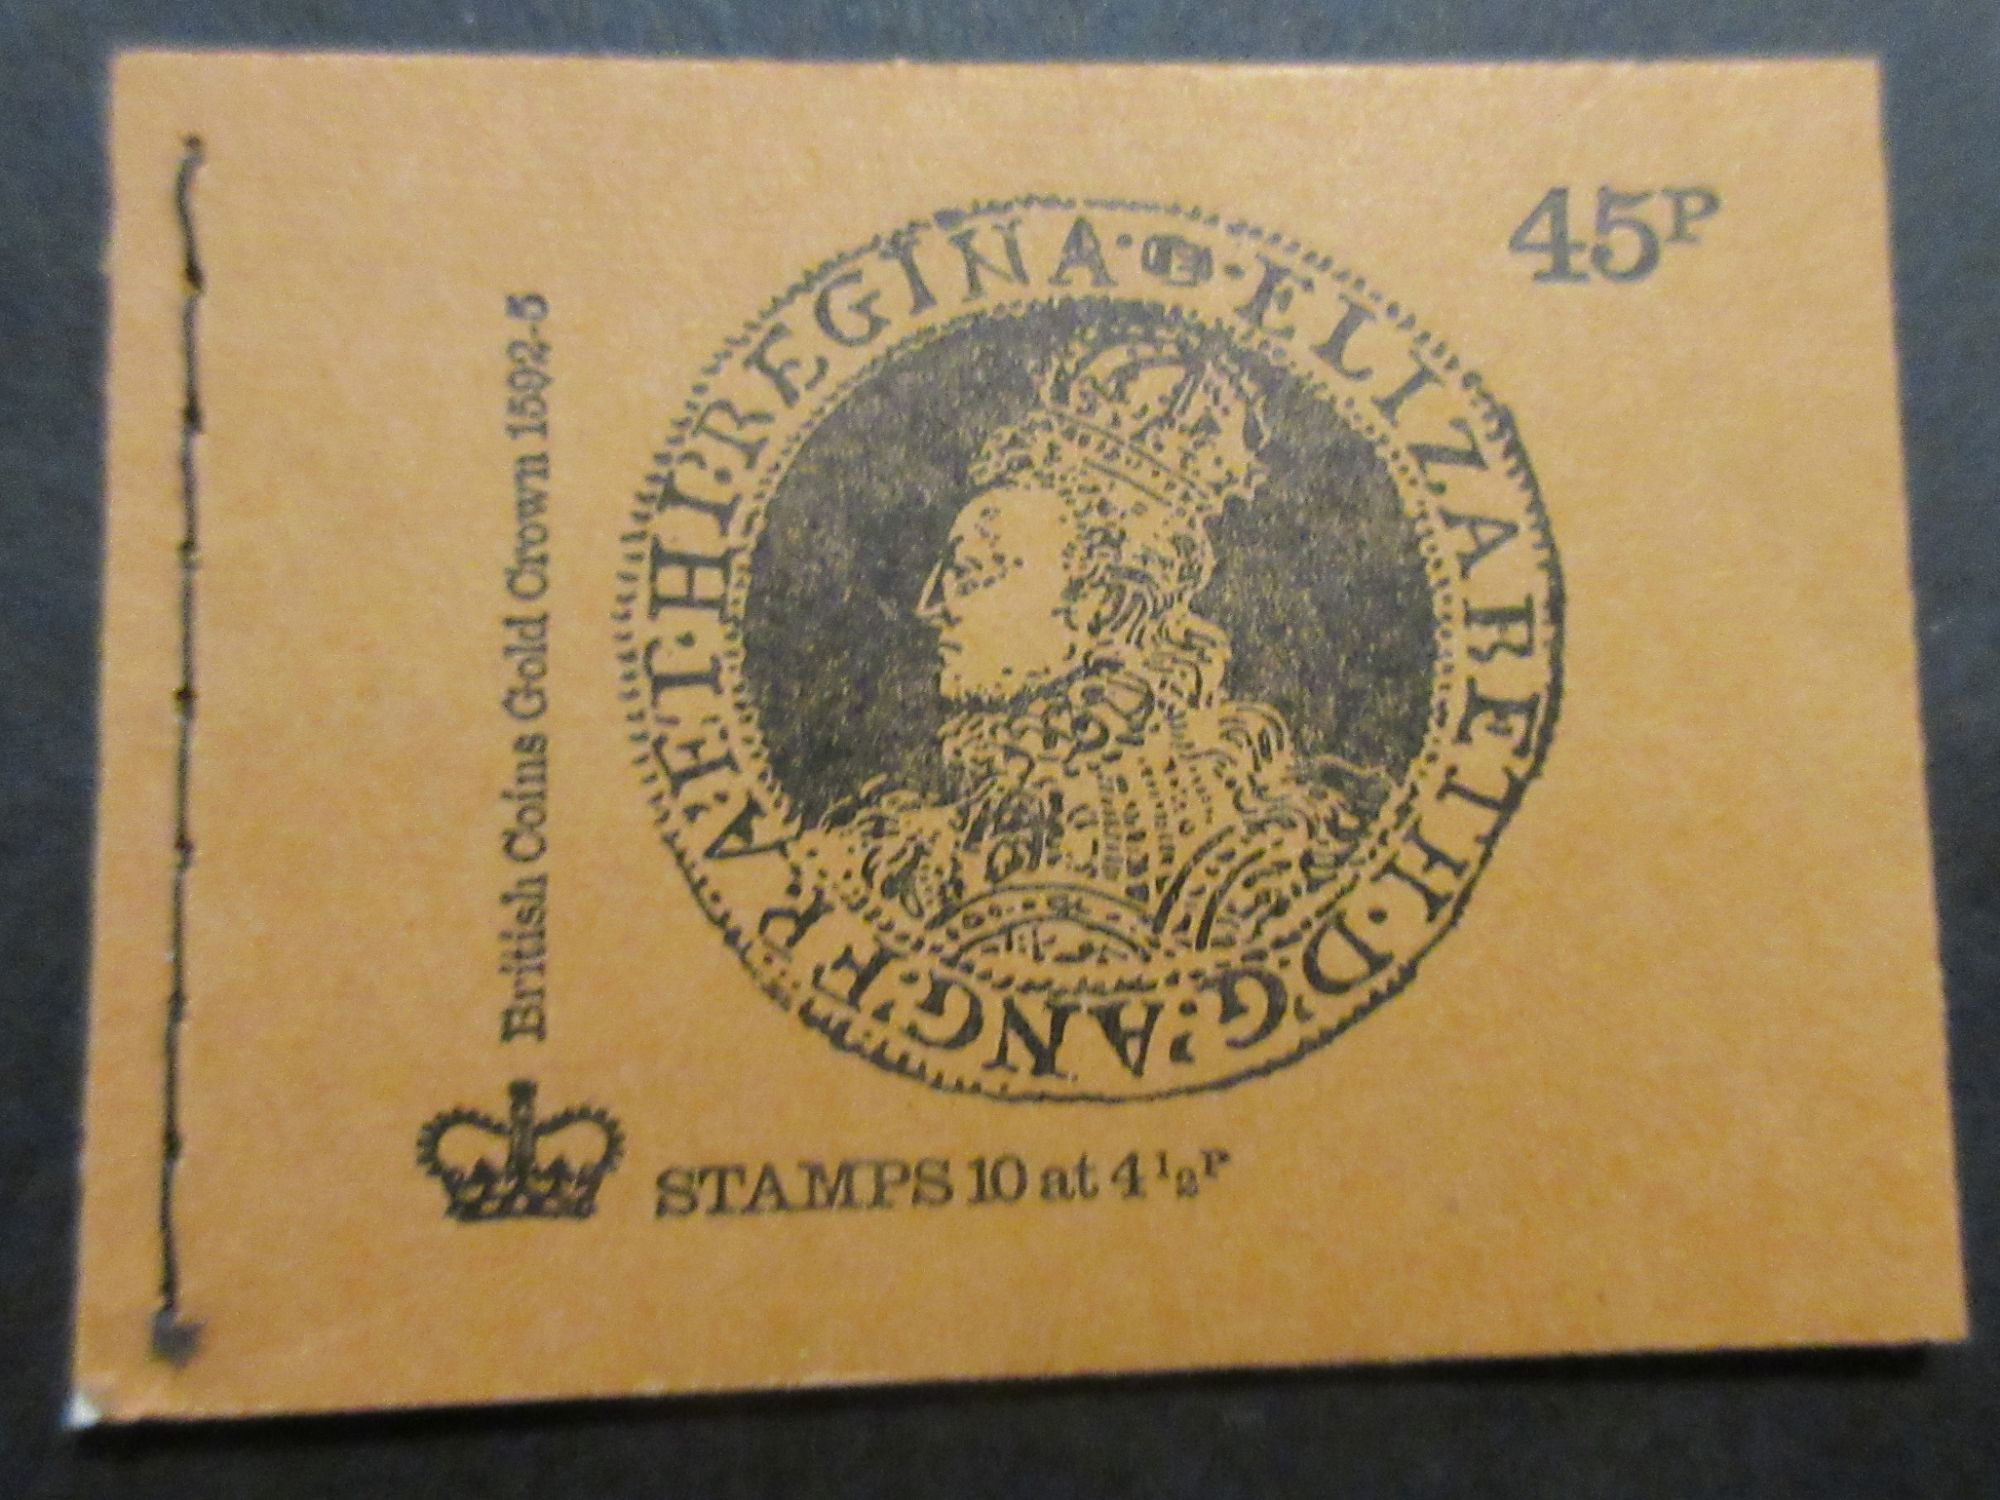 45P
ELIZABETH·D'·G'·ANG·FRA·ET·HI'·REGINA·
British Coins Gold Crown 1592-5
STAMPS 10 at 4½P